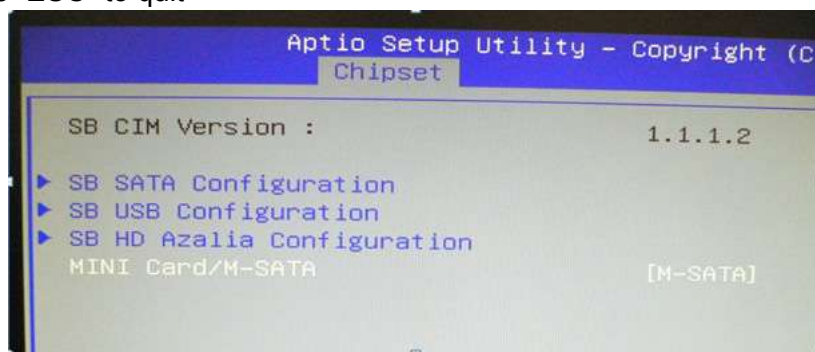 to quit
Aptio Setup Utility – Copyright (C
Chipset
SB CIM Version : 1.1.1.2
SB SATA Configuration
SB USB Configuration
SB HD Azalia Configuration
MINI Card/M-SATA [M-SATA]